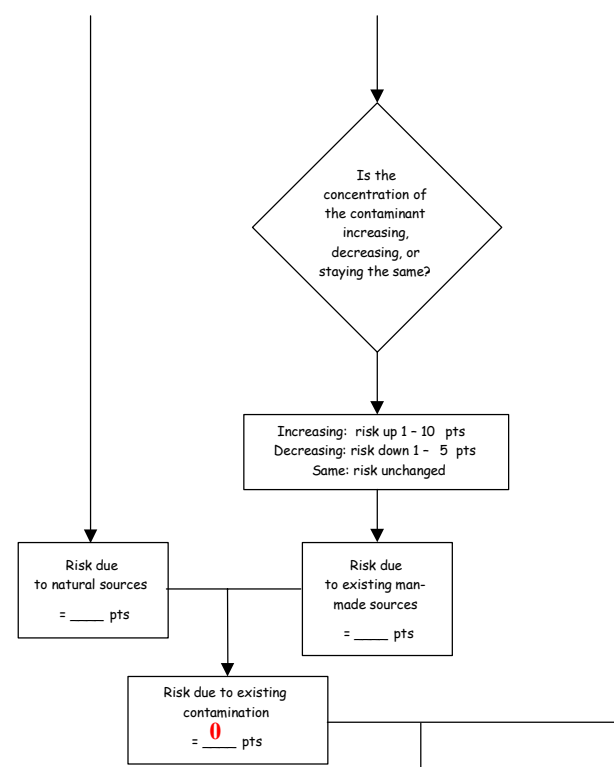 Is the
concentration of
the contaminant
increasing,
decreasing, or
staying the same?
Increasing: risk up 1 – 10 pts
Decreasing: risk down 1 – 5 pts
Same: risk unchanged
Risk due
to natural sources
= ____ pts
Risk due
to existing man-
made sources
= ____ pts
Risk due to existing
contamination
= __0__ pts